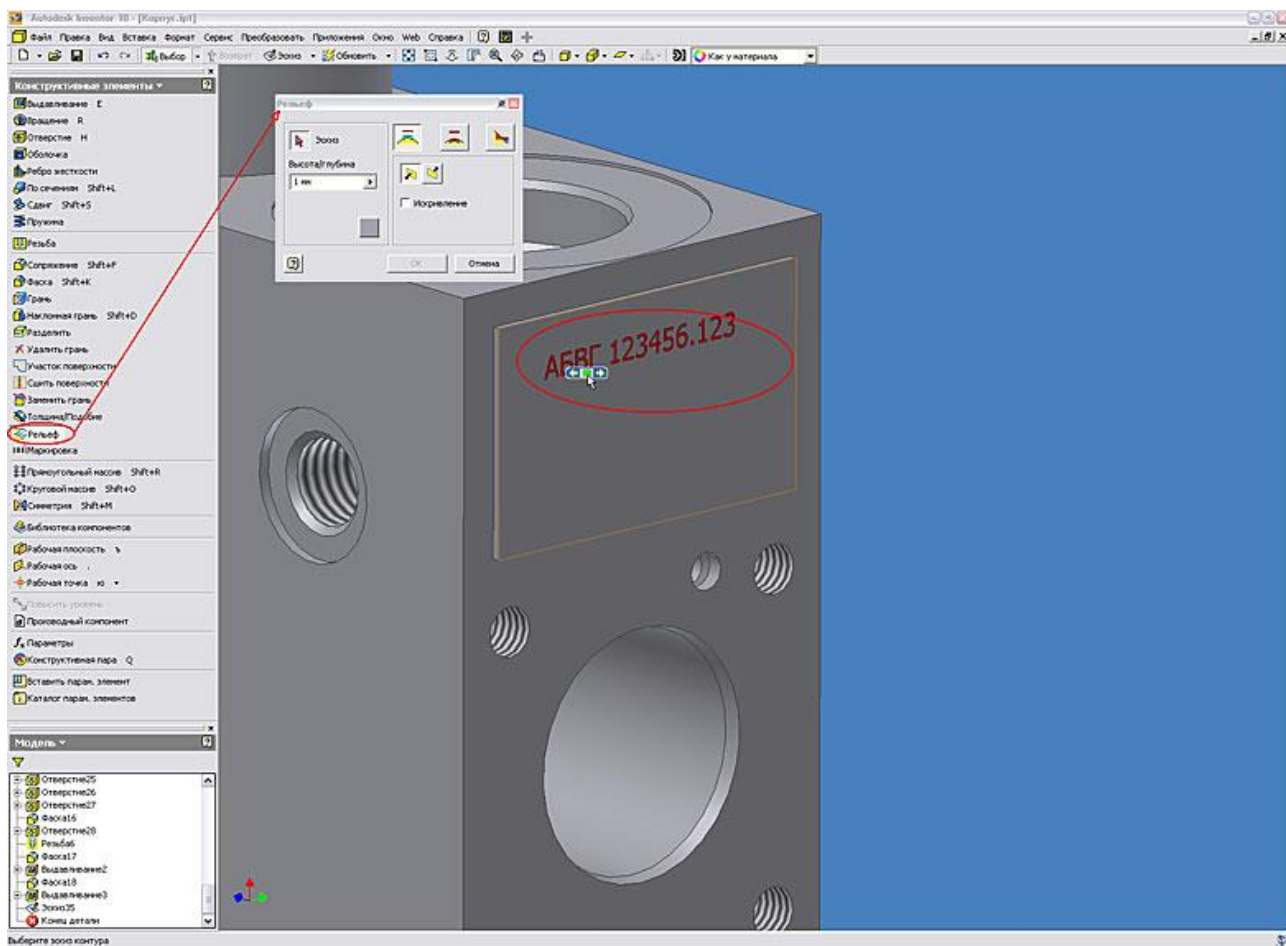 Autodesk Inventor 10 - [Корпус.ipt]
Файл Правка Вид Вставка Формат Сервис Преобразовать Приложения Окно Web Справка
Выбор Возврат Эскиз Обновить Как у материала
Конструктивные элементы
Выдавливание E
Вращение R
Отверстие H
Оболочка
Ребро жесткости
По сечениям Shift+L
Сдвиг Shift+S
Пружина
Резьба
Сопряжение Shift+F
Фаска Shift+K
Грань
Наклонная грань Shift+D
Разделить
Удалить грань
Участок поверхности
Сшить поверхности
Заменить грань
Толщина/Подобие
Рельеф
Маркировка
Прямоугольный массив Shift+R
Круговой массив Shift+O
Симметрия Shift+M
Библиотека компонентов
Рабочая плоскость ъ
Рабочая ось .
Рабочая точка ю
Повысить уровень
Производный компонент
Параметры
Конструктивная пара Q
Вставить парам. элемент
Каталог парам. элементов
Модель
Отверстие25
Отверстие26
Отверстие27
Фаска16
Отверстие28
Резьба6
Фаска17
Выдавливание2
Фаска18
Выдавливание3
Эскиз35
Конец детали
Выберите эскиз контура
Рельеф
Эскиз
Высота/глубина
1 мм
Искривление
OK Отмена
АБВГ 123456.123